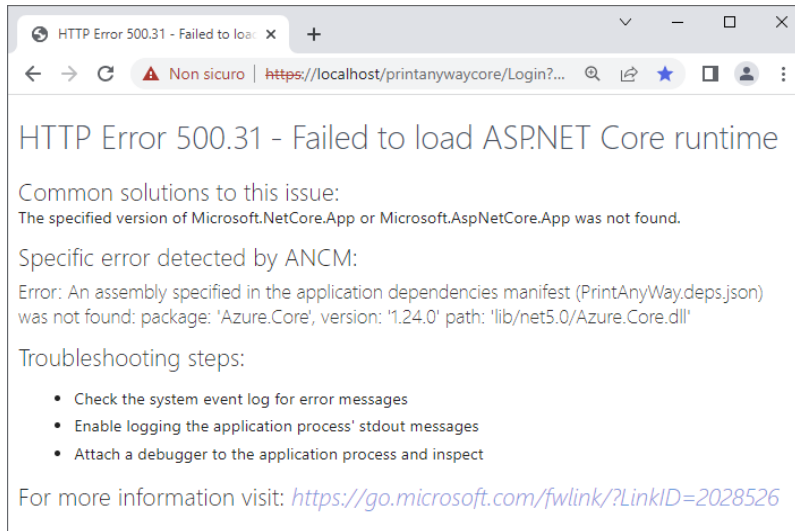 HTTP Error 500.31 - Failed to loac
Non sicuro | https://localhost/printanywaycore/Login?...
HTTP Error 500.31 - Failed to load ASP.NET Core runtime
Common solutions to this issue:
The specified version of Microsoft.NetCore.App or Microsoft.AspNetCore.App was not found.
Specific error detected by ANCM:
Error: An assembly specified in the application dependencies manifest (PrintAnyWay.deps.json)
was not found: package: 'Azure.Core', version: '1.24.0' path: 'lib/net5.0/Azure.Core.dll'
Troubleshooting steps:
• Check the system event log for error messages
• Enable logging the application process' stdout messages
• Attach a debugger to the application process and inspect
For more information visit: https://go.microsoft.com/fwlink/?LinkID=2028526